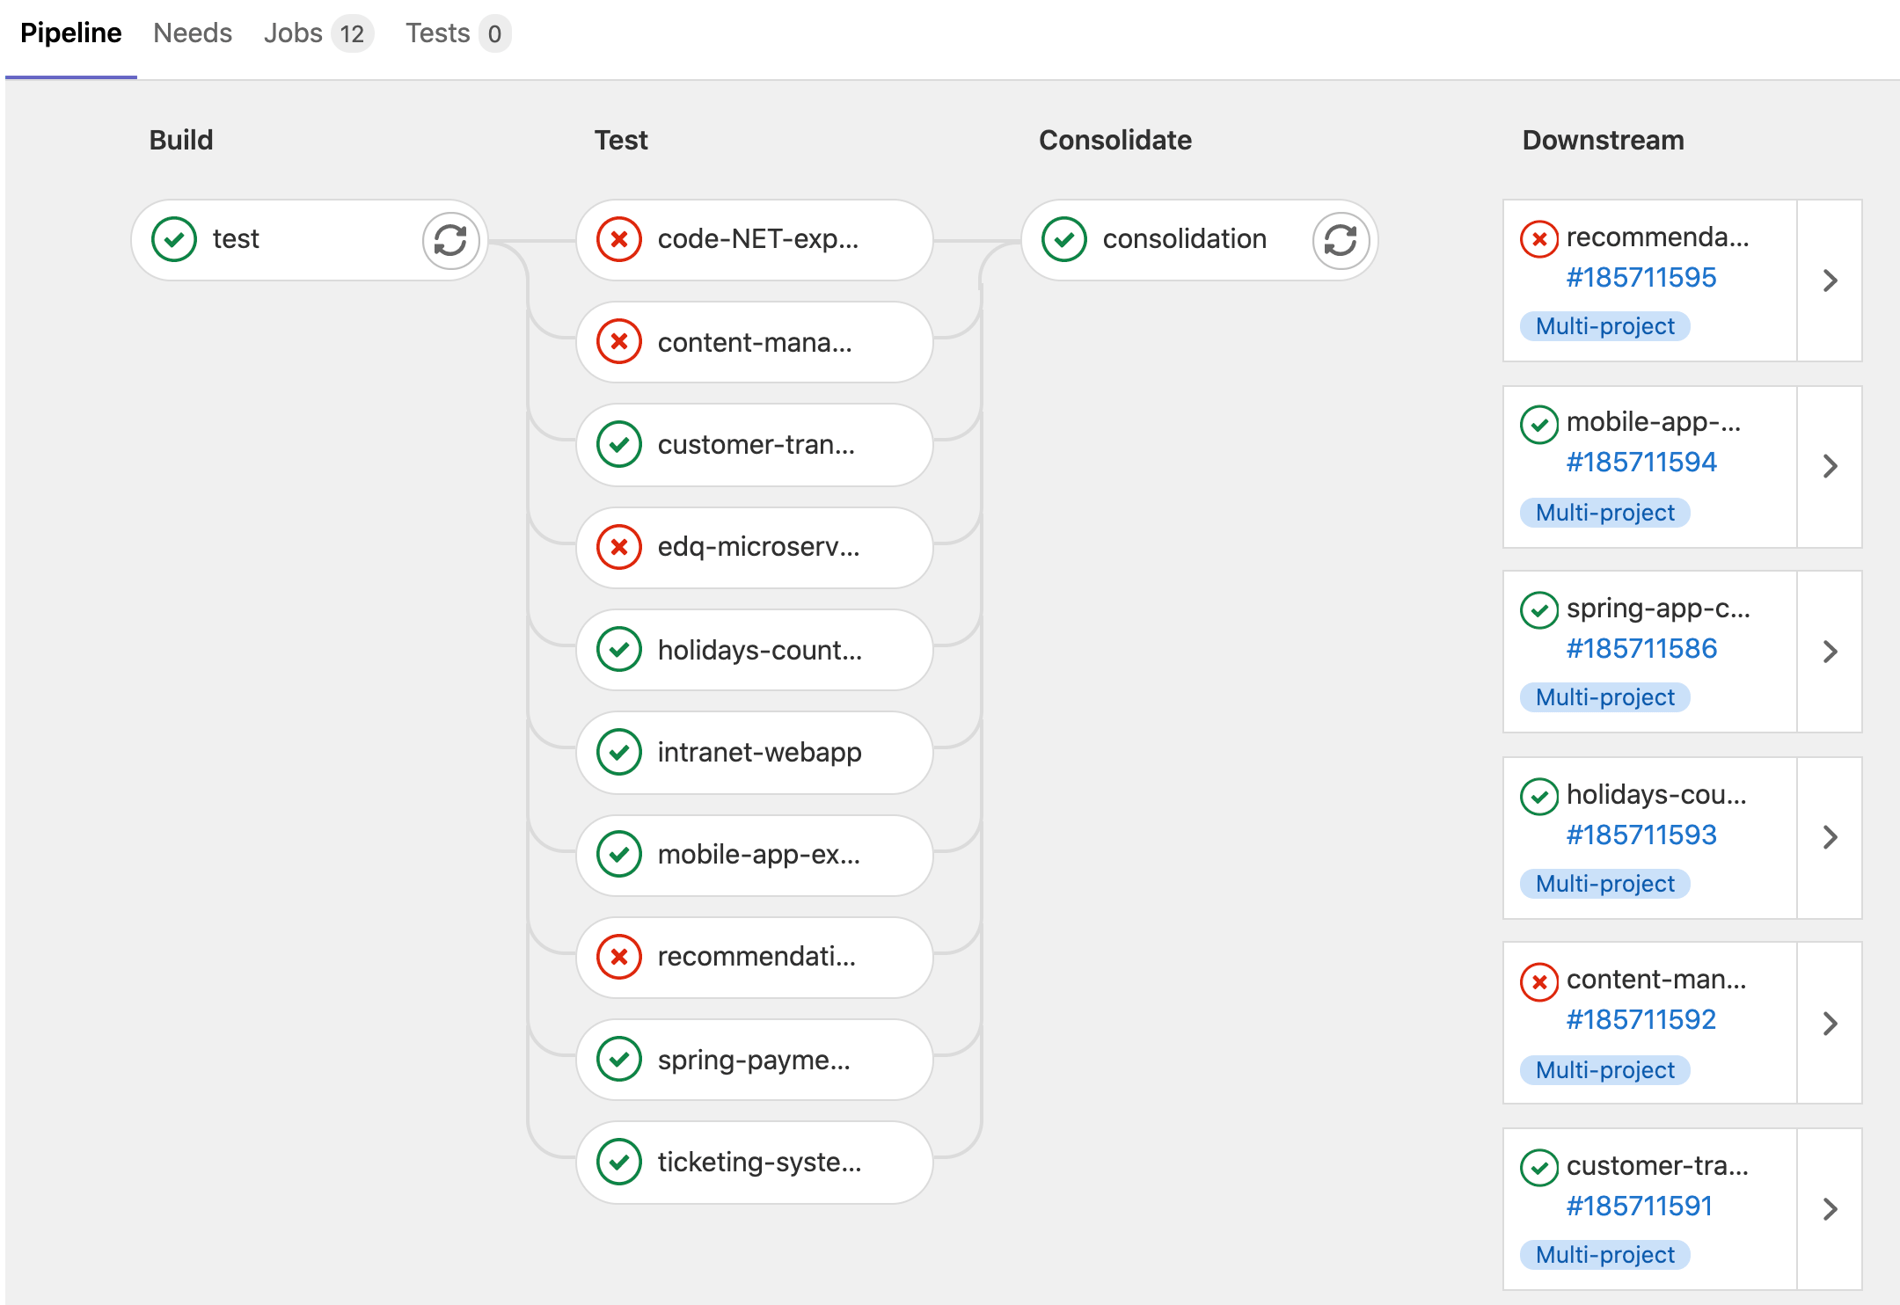 Pipeline Needs Jobs 12 Tests 0
Build
test
Test
code-NET-exp...
content-mana...
customer-tran...
edq-microserv...
holidays-count...
intranet-webapp
mobile-app-ex...
recommendati...
spring-payme...
ticketing-syste...
Consolidate
consolidation
Downstream
recommenda...
#185711595
Multi-project
mobile-app-...
#185711594
Multi-project
spring-app-c...
#185711586
Multi-project
holidays-cou...
#185711593
Multi-project
content-man...
#185711592
Multi-project
customer-tra...
#185711591
Multi-project